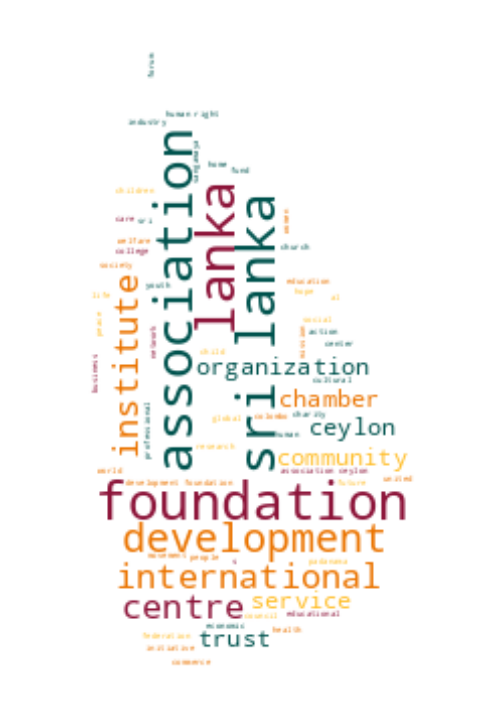 forum
human right
industry
association
sangamaya
home
fund
lanka
children
sri lanka
care
sri
women
welfare
college
church
society
institute
youth
education
life
hope
al
peace
social
network
mission
action
center
child
business
organization
cultural
chamber
professional
global
colombo
charity
ceylon
human
research
community
world
association ceylon
development foundation
future
united
foundation
development
movement
people
s
international
centre
service
council
educational
economic
health
federation
trust
initiative
commerce